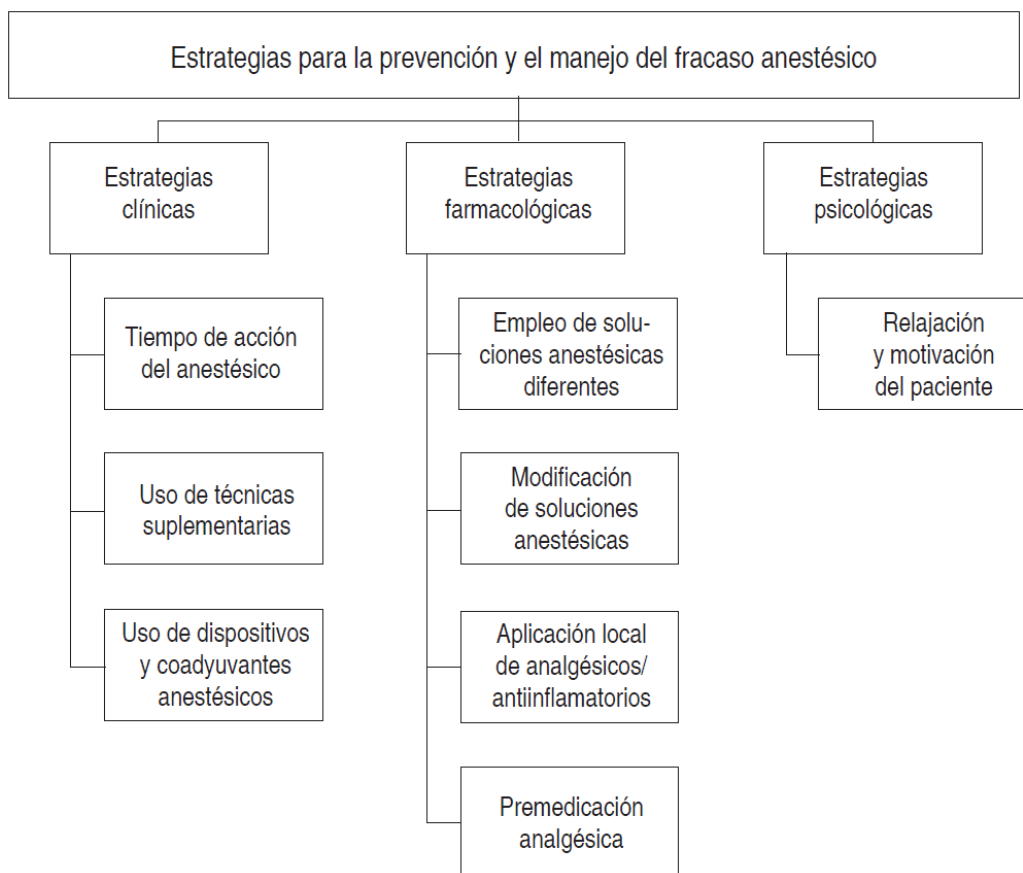 Estrategias para la prevención y el manejo del fracaso anestésico
Estrategias
clínicas
Tiempo de acción
del anestésico
Uso de técnicas
suplementarias
Uso de dispositivos
y coadyuvantes
anestésicos
Estrategias
farmacológicas
Empleo de solu-
ciones anestésicas
diferentes
Modificación
de soluciones
anestésicas
Aplicación local
de analgésicos/
antiinflamatorios
Premedicación
analgésica
Estrategias
psicológicas
Relajación
y motivación
del paciente